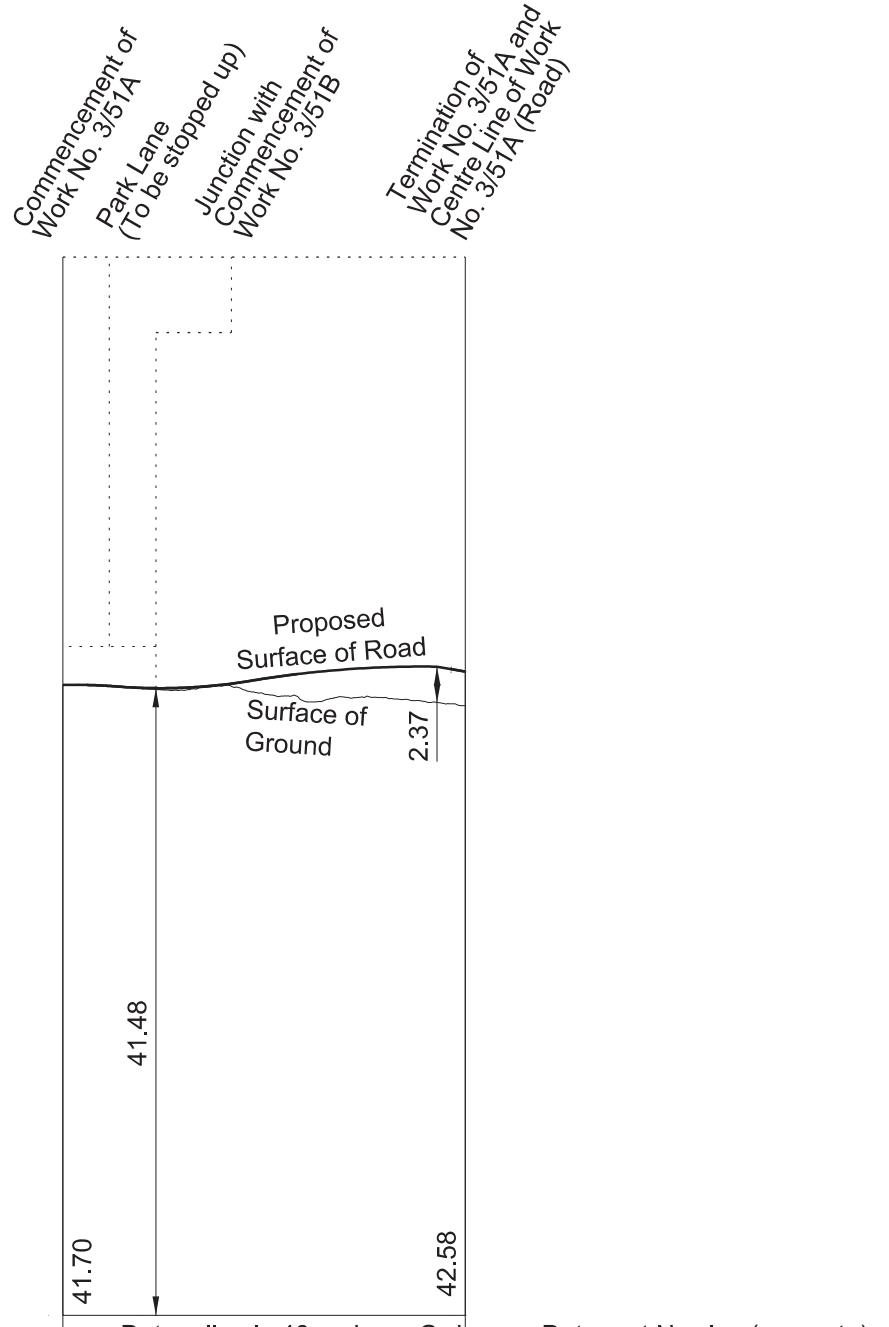 Commencement of
Work No. 3/51A
Park Lane
(To be stopped up)
Junction with
Commencement of
Work No. 3/51B
Termination of
Work No. 3/51A and
Centre Line of Work
No. 3/51A (Road)
Proposed
Surface of Road
Surface of
Ground
2.37
41.48
41.70
42.58